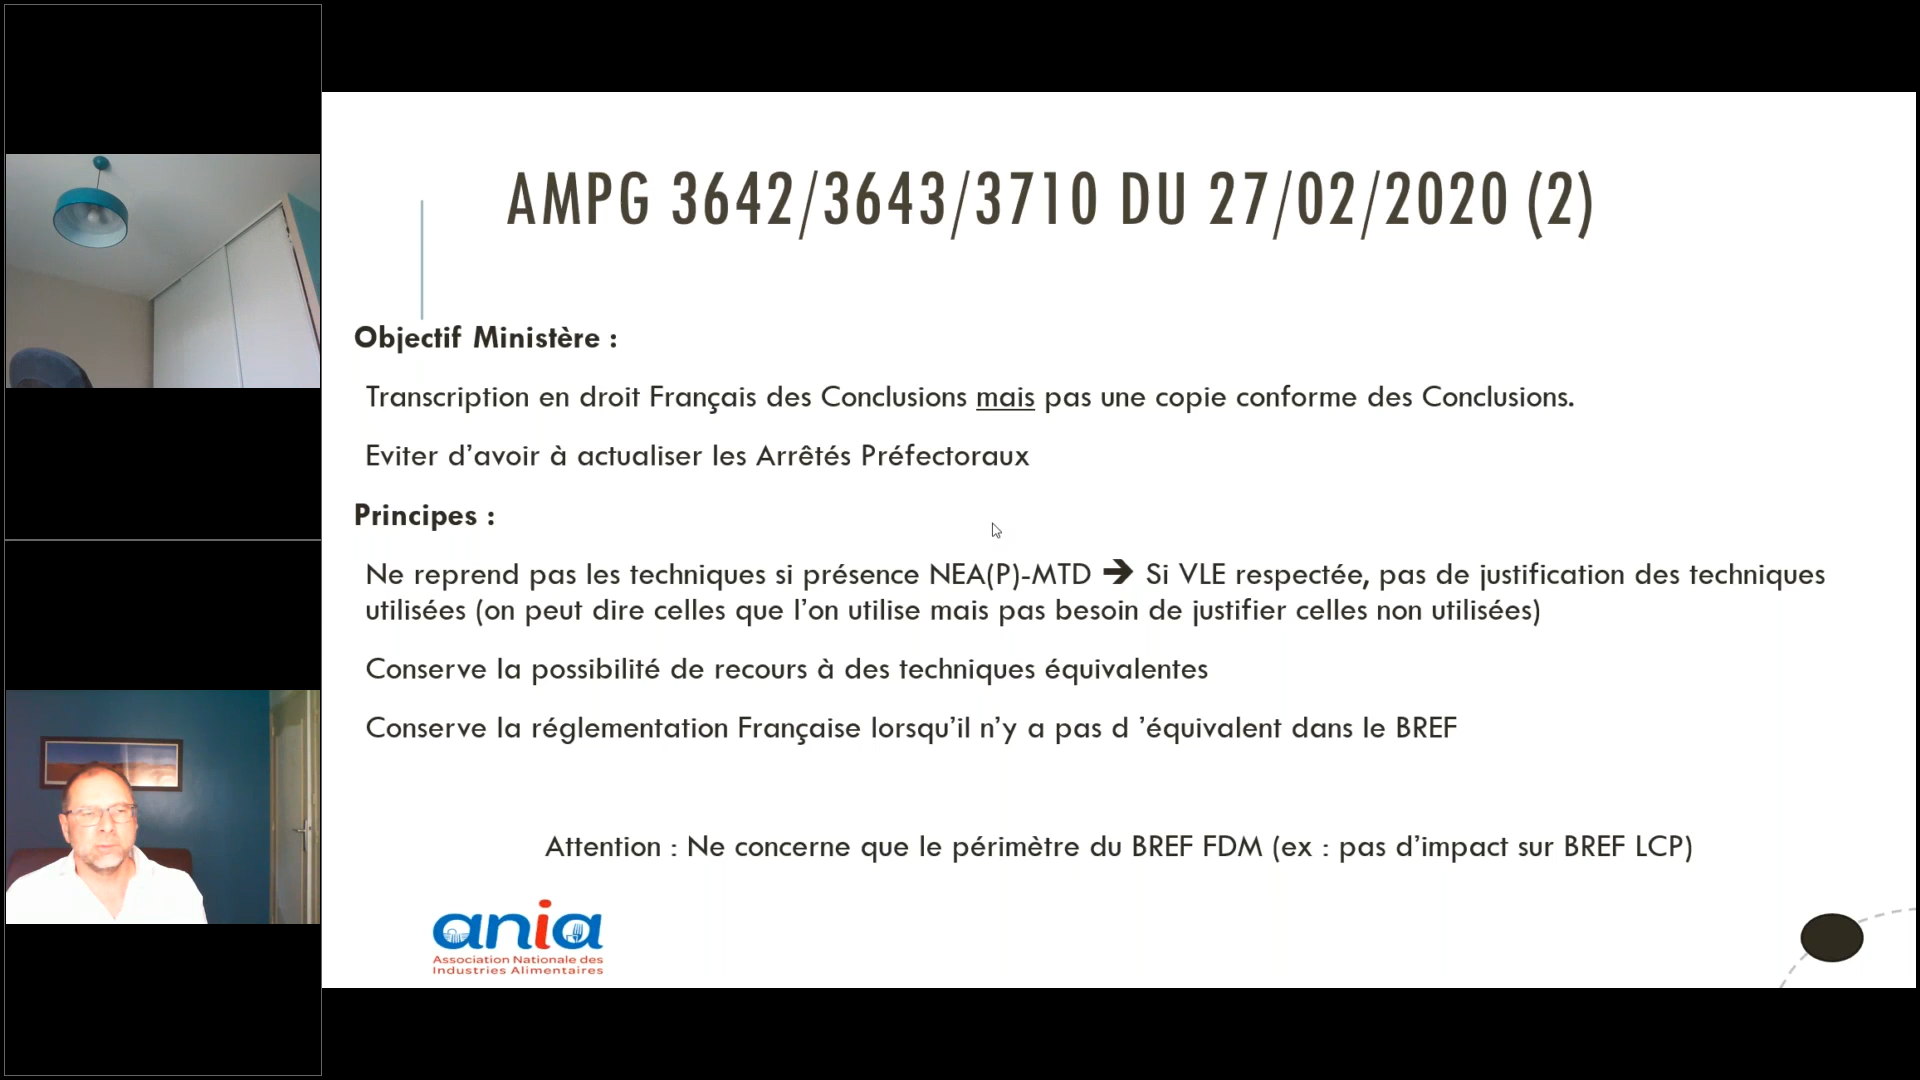 AMPG 3642/3643/3710 DU 27/02/2020 (2)
Objectif Ministère :
Transcription en droit Français des Conclusions mais pas une copie conforme des Conclusions.
Eviter d’avoir à actualiser les Arrêtés Préfectoraux
Principes :
Ne reprend pas les techniques si présence NEA(P)-MTD ➔ Si VLE respectée, pas de justification des techniques
utilisées (on peut dire celles que l’on utilise mais pas besoin de justifier celles non utilisées)
Conserve la possibilité de recours à des techniques équivalentes
Conserve la réglementation Française lorsqu’il n’y a pas d ’équivalent dans le BREF
Attention : Ne concerne que le périmètre du BREF FDM (ex : pas d’impact sur BREF LCP)
ania
Association Nationale des
Industries Alimentaires